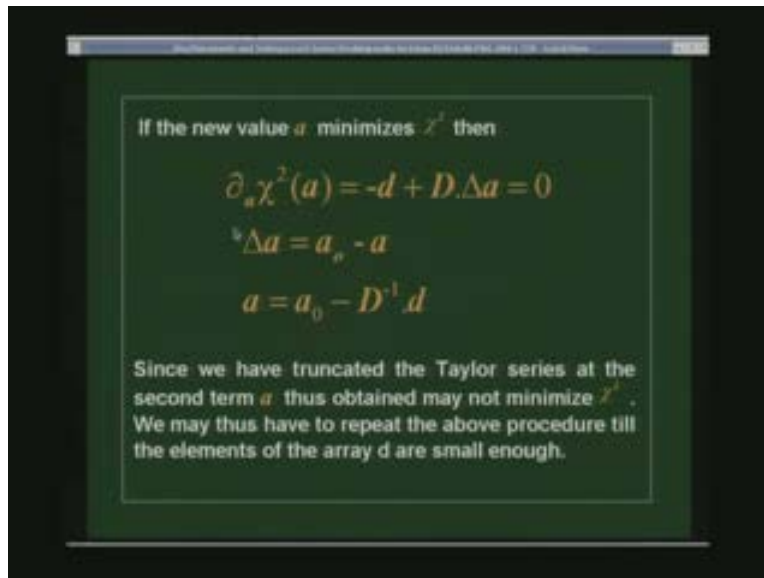 If the new value a minimizes χ² then
∂ₐχ²(a) = -d + D.Δa = 0
Δa = aₒ - a
a = a₀ − D⁻¹.d
Since we have truncated the Taylor series at the
second term a thus obtained may not minimize χ² .
We may thus have to repeat the above procedure till
the elements of the array d are small enough.